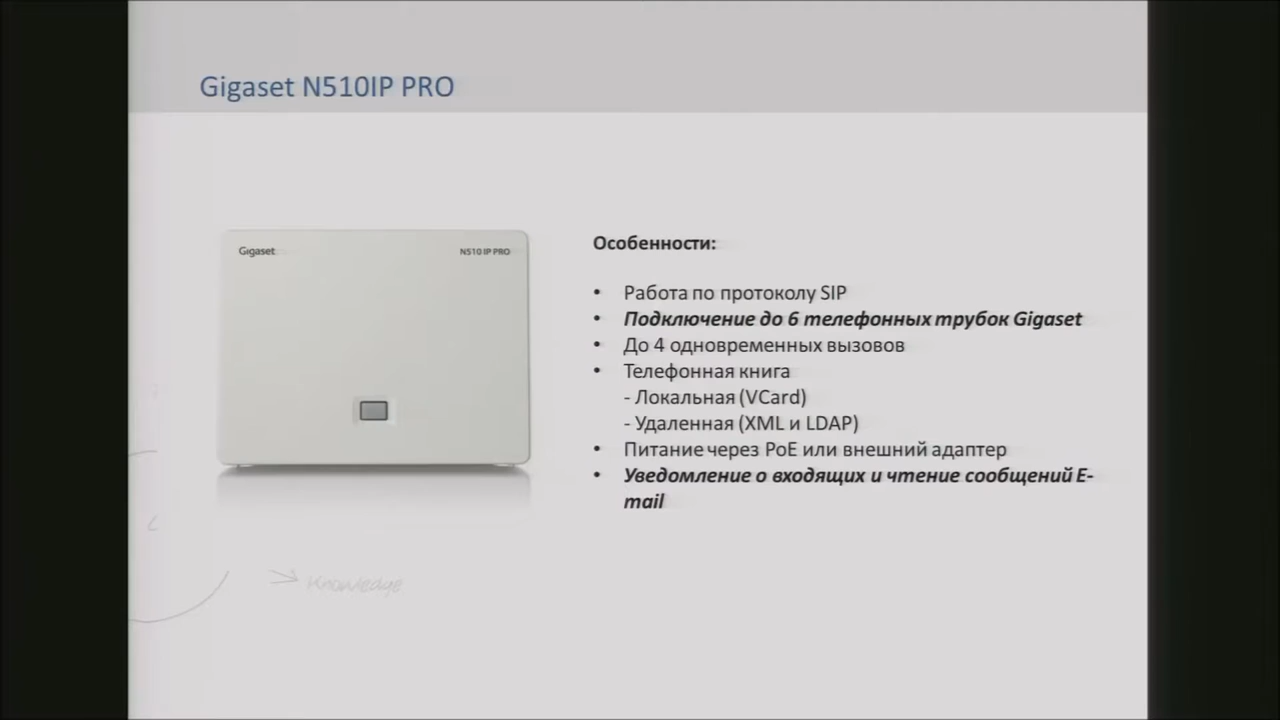 Gigaset N510IP PRO
Gigaset
N510 IP PRO
Особенности:
• Работа по протоколу SIP
• Подключение до 6 телефонных трубок Gigaset
• До 4 одновременных вызовов
• Телефонная книга
- Локальная (VCard)
- Удаленная (XML и LDAP)
• Питание через PoE или внешний адаптер
• Уведомление о входящих и чтение сообщений E-
mail
Knowledge